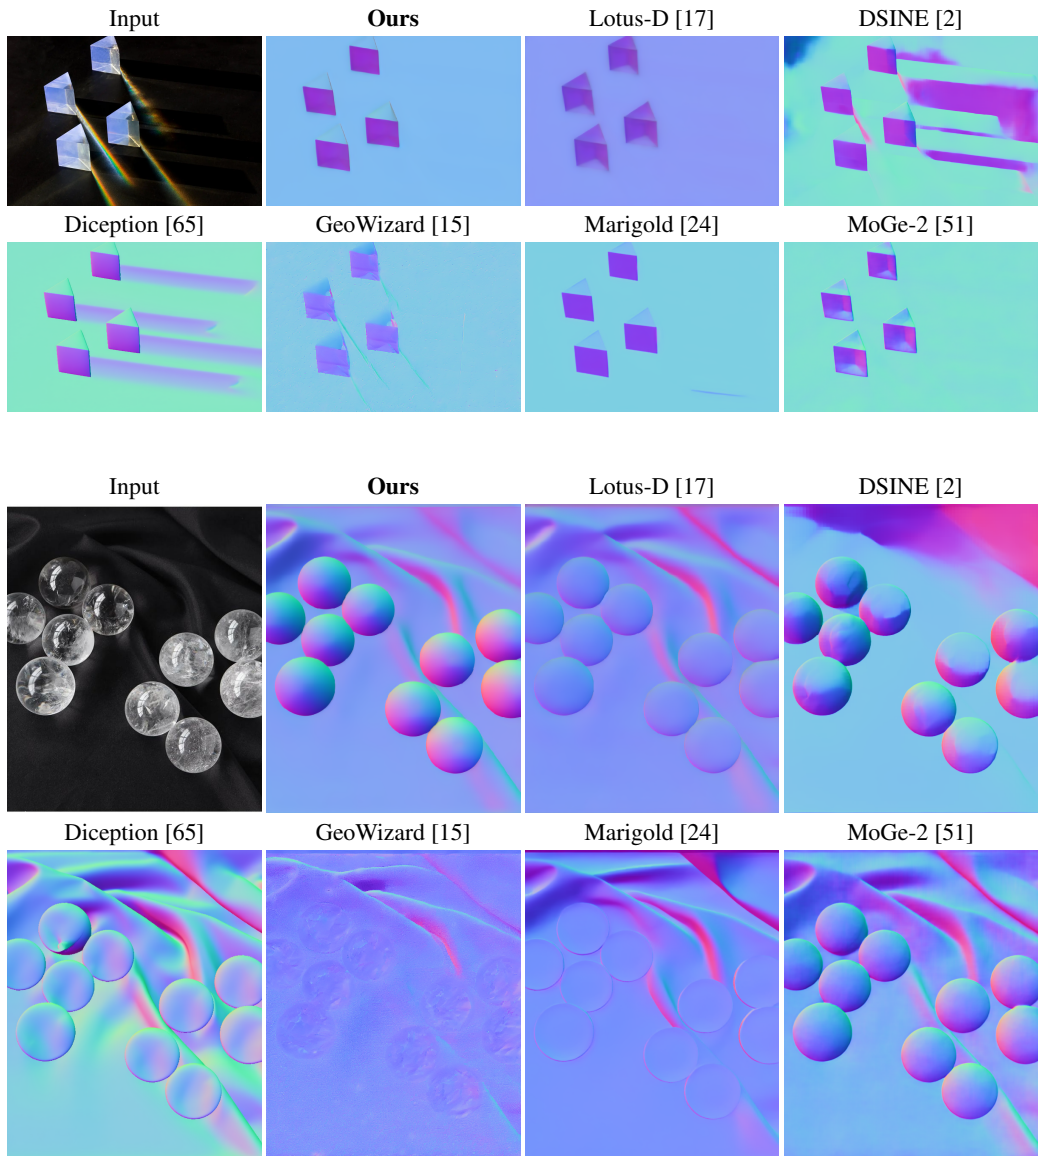 Input Ours Lotus-D [17] DSINE [2]
Diception [65] GeoWizard [15] Marigold [24] MoGe-2 [51]
Input Ours Lotus-D [17] DSINE [2]
Diception [65] GeoWizard [15] Marigold [24] MoGe-2 [51]